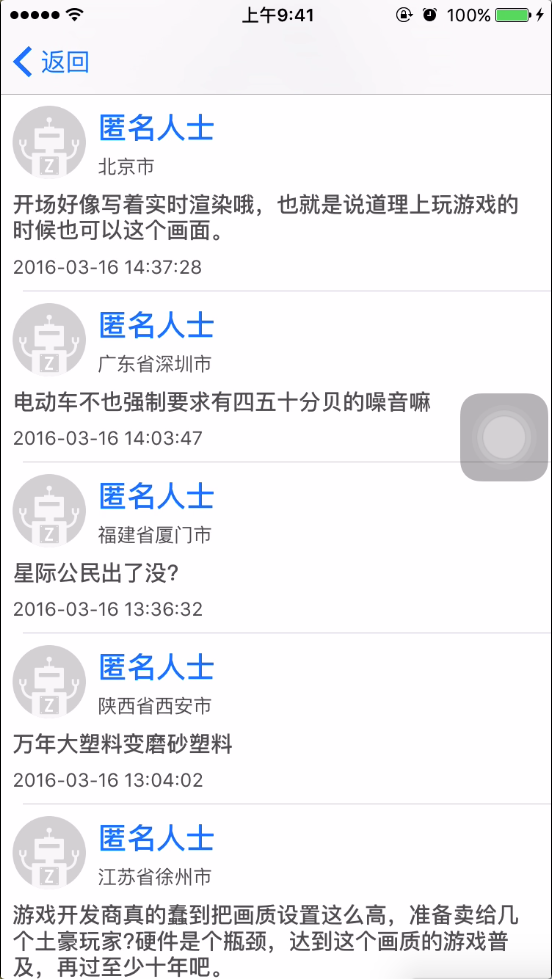 上午9:41
100%
返回
匿名人士
北京市
Z
开场好像写着实时渲染哦，也就是说道理上玩游戏的
时候也可以这个画面。
2016-03-16 14:37:28
匿名人士
广东省深圳市
Z
电动车不也强制要求有四五十分贝的噪音嘛
2016-03-16 14:03:47
匿名人士
福建省厦门市
Z
星际公民出了没?
2016-03-16 13:36:32
匿名人士
陕西省西安市
Z
万年大塑料变磨砂塑料
2016-03-16 13:04:02
匿名人士
江苏省徐州市
Z
游戏开发商真的蠢到把画质设置这么高，准备卖给几
个土豪玩家?硬件是个瓶颈，达到这个画质的游戏普
及，再过至少十年吧。